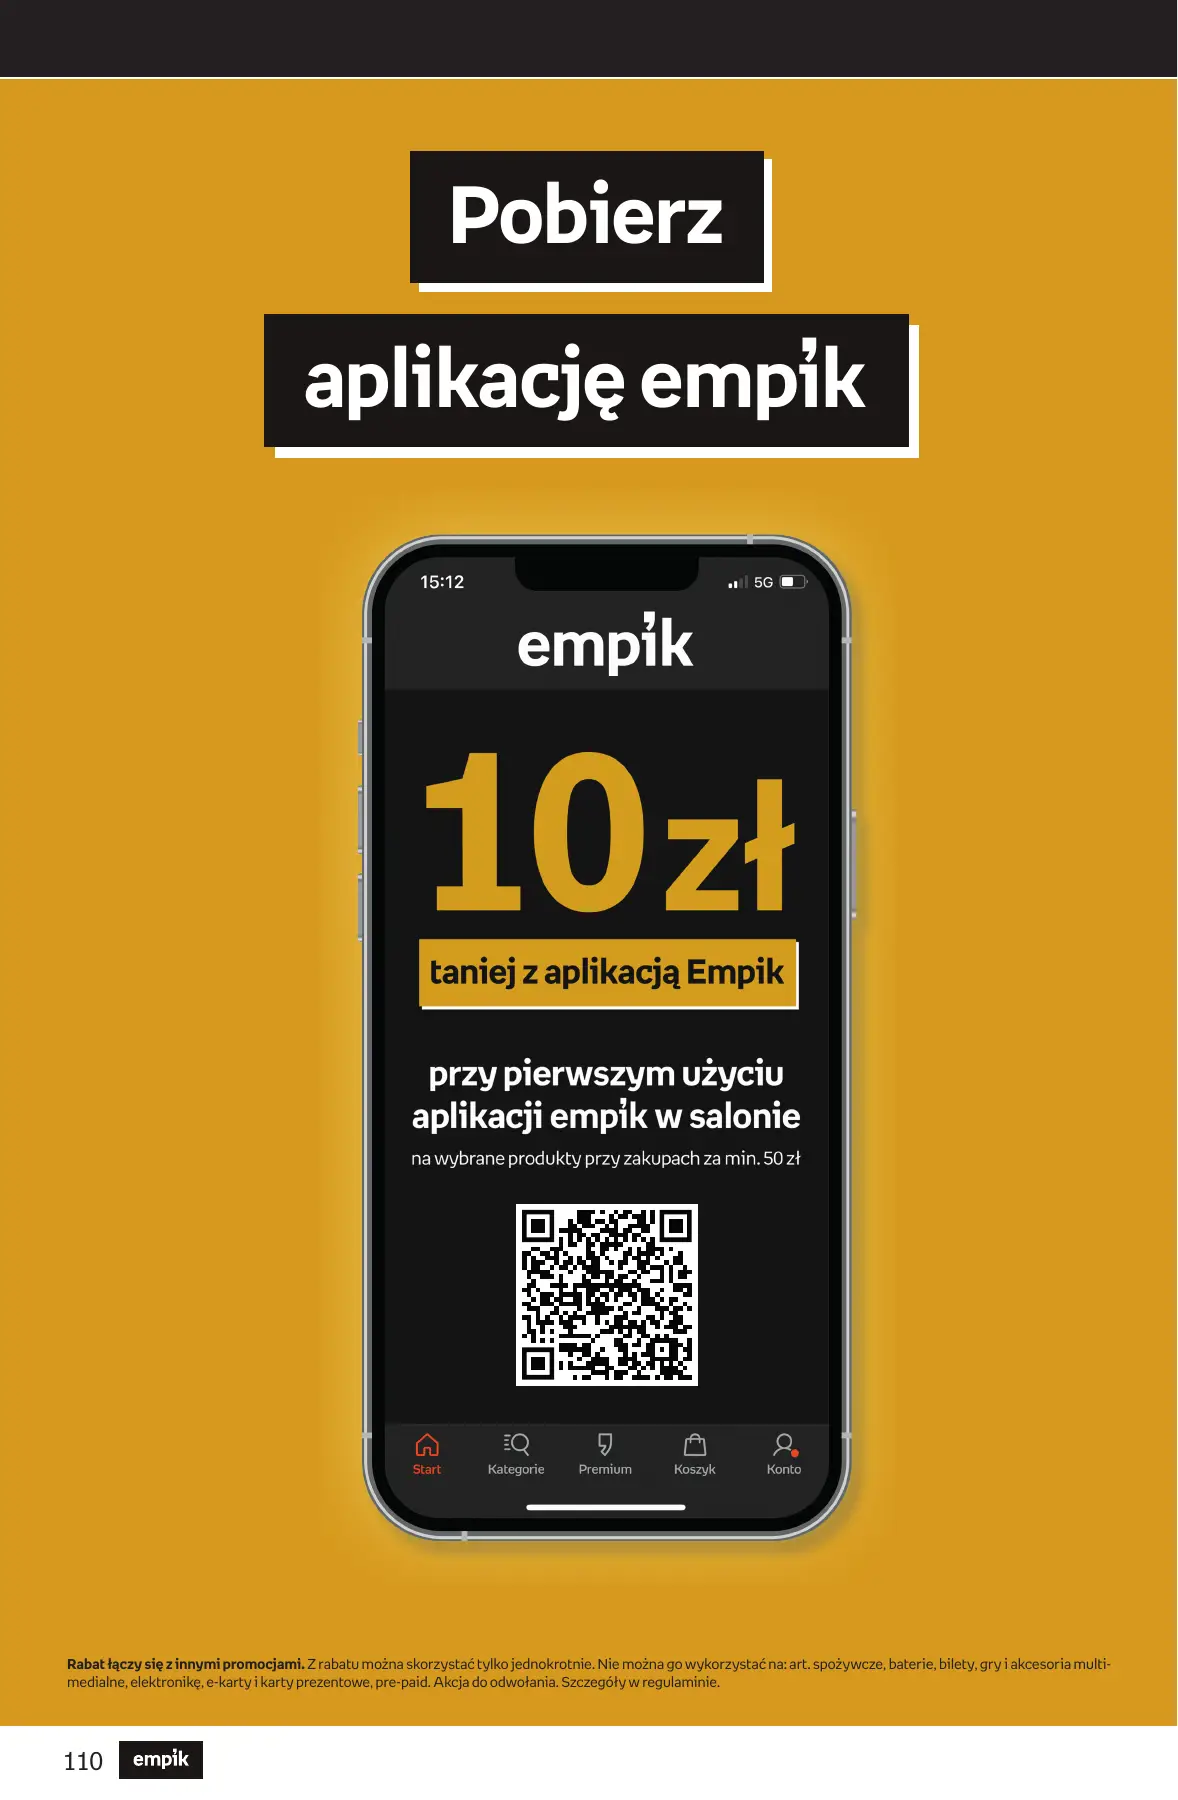 Pobierz
aplikację empik
15:12
5G
empik
10 zł
taniej z aplikacją Empik
przy pierwszym użyciu
aplikacji empik w salonie
na wybrane produkty przy zakupach za min. 50 zł
Start Kategorie Premium Koszyk Konto
Rabat łączy się z innymi promocjami. Z rabatu można skorzystać tylko jednokrotnie. Nie można go wykorzystać na: art. spożywcze, baterie, bilety, gry i akcesoria multi-
medialne, elektronikę, e-karty i karty prezentowe, pre-paid. Akcja do odwołania. Szczegóły w regulaminie.
110 empik